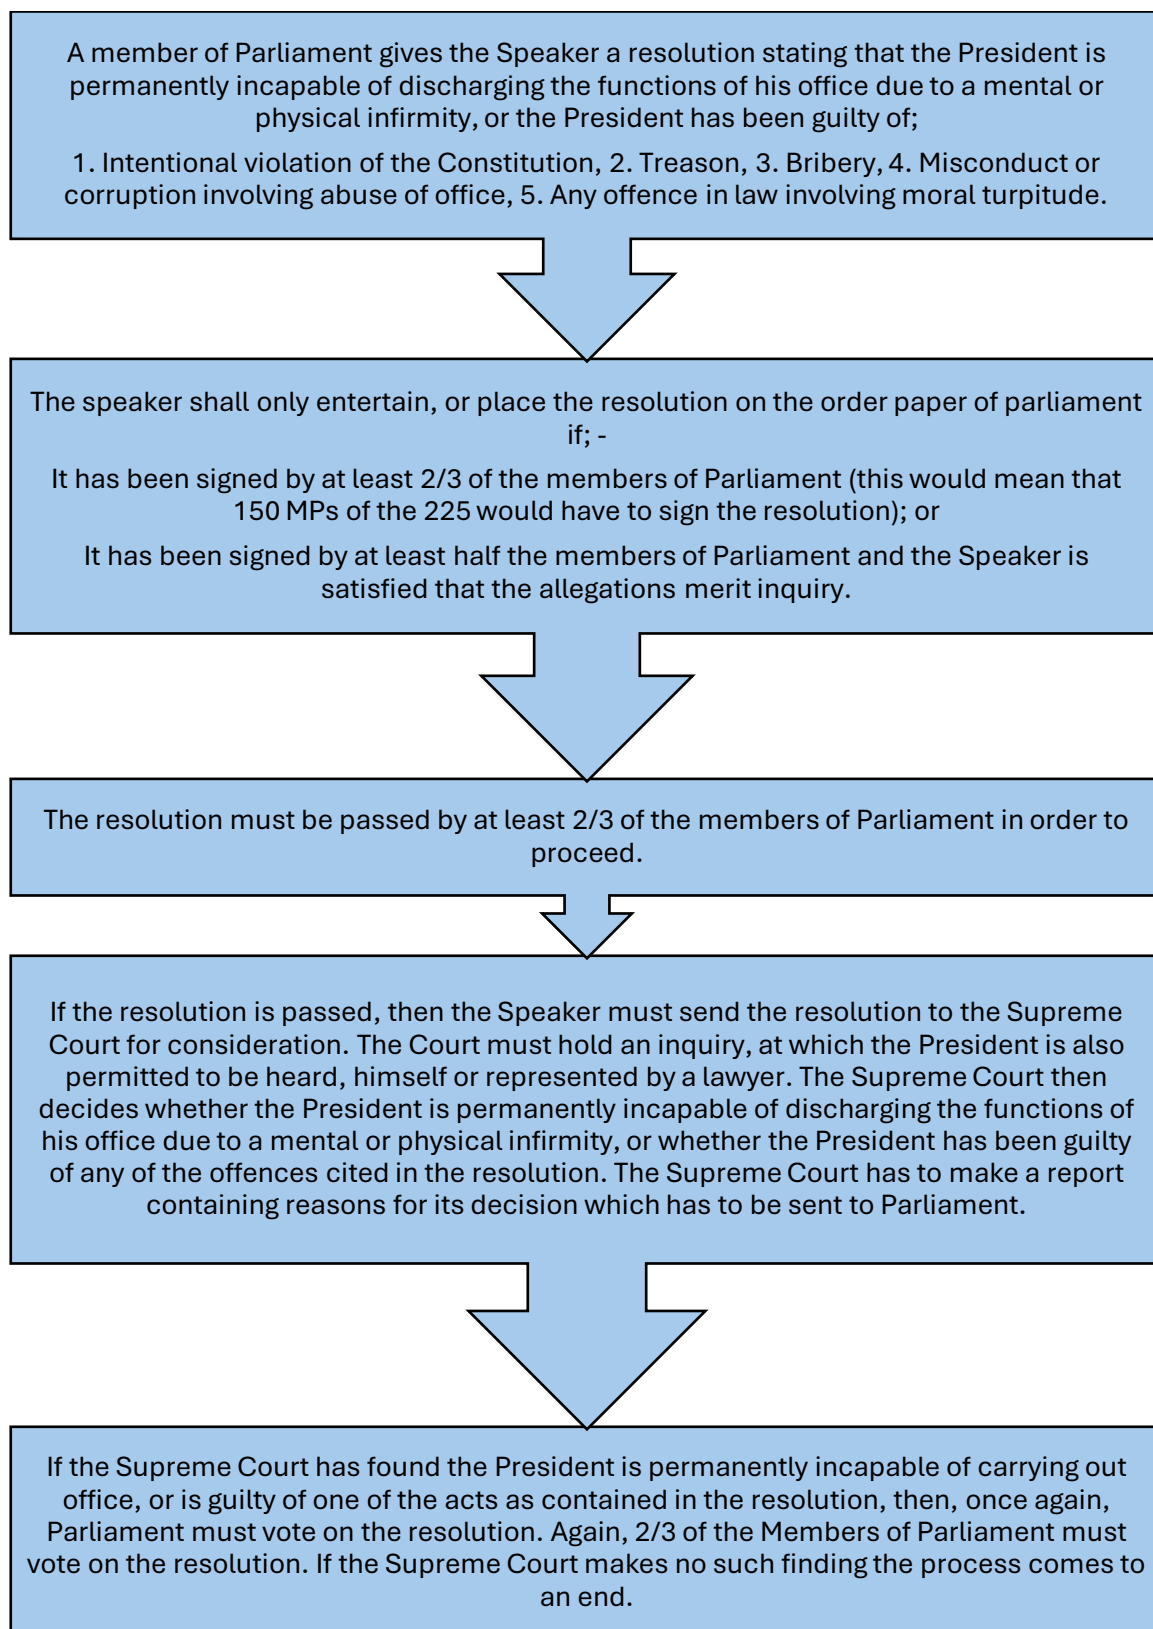 A member of Parliament gives the Speaker a resolution stating that the President is
permanently incapable of discharging the functions of his office due to a mental or
physical infirmity, or the President has been guilty of;
1. Intentional violation of the Constitution, 2. Treason, 3. Bribery, 4. Misconduct or
corruption involving abuse of office, 5. Any offence in law involving moral turpitude.
The speaker shall only entertain, or place the resolution on the order paper of parliament
if; -
It has been signed by at least 2/3 of the members of Parliament (this would mean that
150 MPs of the 225 would have to sign the resolution); or
It has been signed by at least half the members of Parliament and the Speaker is
satisfied that the allegations merit inquiry.
The resolution must be passed by at least 2/3 of the members of Parliament in order to
proceed.
If the resolution is passed, then the Speaker must send the resolution to the Supreme
Court for consideration. The Court must hold an inquiry, at which the President is also
permitted to be heard, himself or represented by a lawyer. The Supreme Court then
decides whether the President is permanently incapable of discharging the functions of
his office due to a mental or physical infirmity, or whether the President has been guilty
of any of the offences cited in the resolution. The Supreme Court has to make a report
containing reasons for its decision which has to be sent to Parliament.
If the Supreme Court has found the President is permanently incapable of carrying out
office, or is guilty of one of the acts as contained in the resolution, then, once again,
Parliament must vote on the resolution. Again, 2/3 of the Members of Parliament must
vote on the resolution. If the Supreme Court makes no such finding the process comes to
an end.